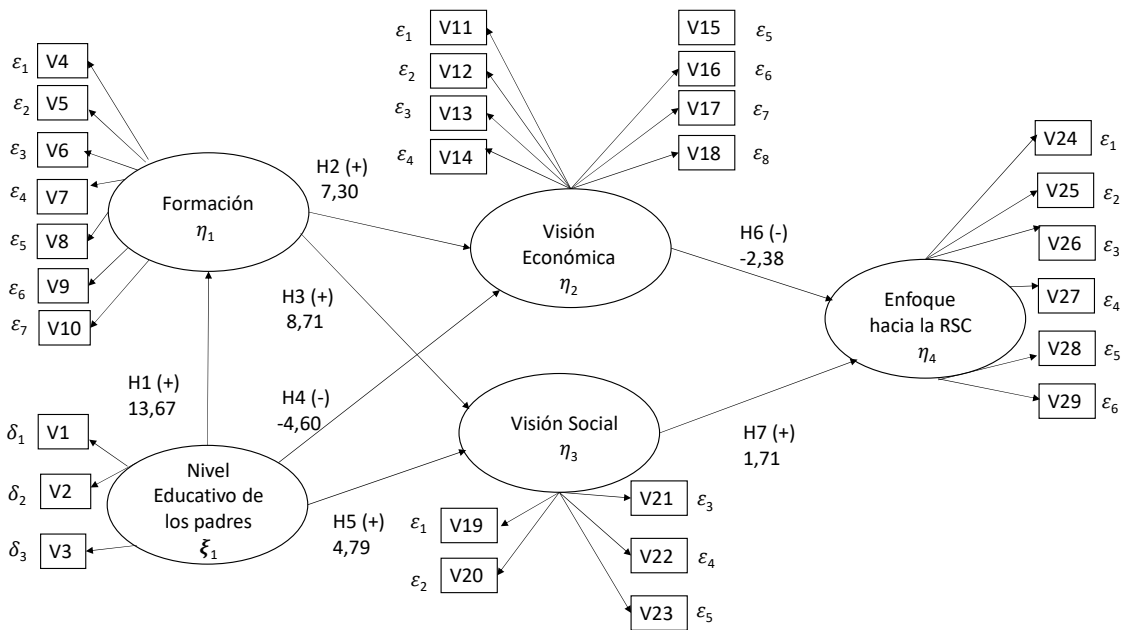 ε1 V4
ε2 V5
ε3 V6
ε4 V7
ε5 V8
ε6 V9
ε7 V10
Formación
η1
H2 (+)
7,30
H3 (+)
8,71
H1 (+)
13,67
H4 (-)
-4,60
δ1 V1
δ2 V2
δ3 V3
Nivel
Educativo de
los padres
ξ1
H5 (+)
4,79
ε1 V11
ε2 V12
ε3 V13
ε4 V14
V15 ε5
V16 ε6
V17 ε7
V18 ε8
Visión
Económica
η2
H6 (-)
-2,38
Visión Social
η3
H7 (+)
1,71
ε1 V19
ε2 V20
V21 ε3
V22 ε4
V23 ε5
Enfoque
hacia la RSC
η4
V24 ε1
V25 ε2
V26 ε3
V27 ε4
V28 ε5
V29 ε6